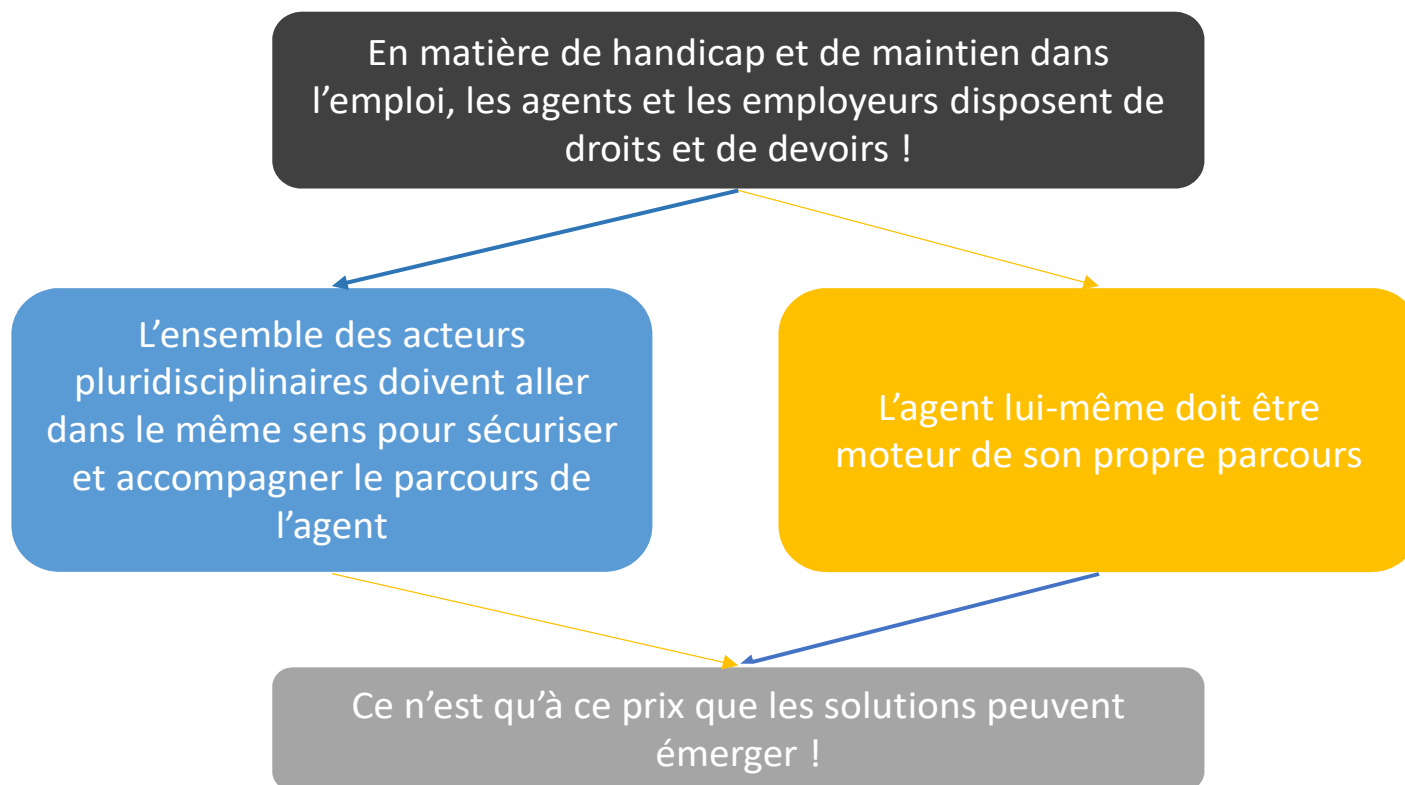 En matière de handicap et de maintien dans
l’emploi, les agents et les employeurs disposent de
droits et de devoirs !
L’ensemble des acteurs
pluridisciplinaires doivent aller
dans le même sens pour sécuriser
et accompagner le parcours de
l’agent
L’agent lui-même doit être
moteur de son propre parcours
Ce n’est qu’à ce prix que les solutions peuvent
émerger !